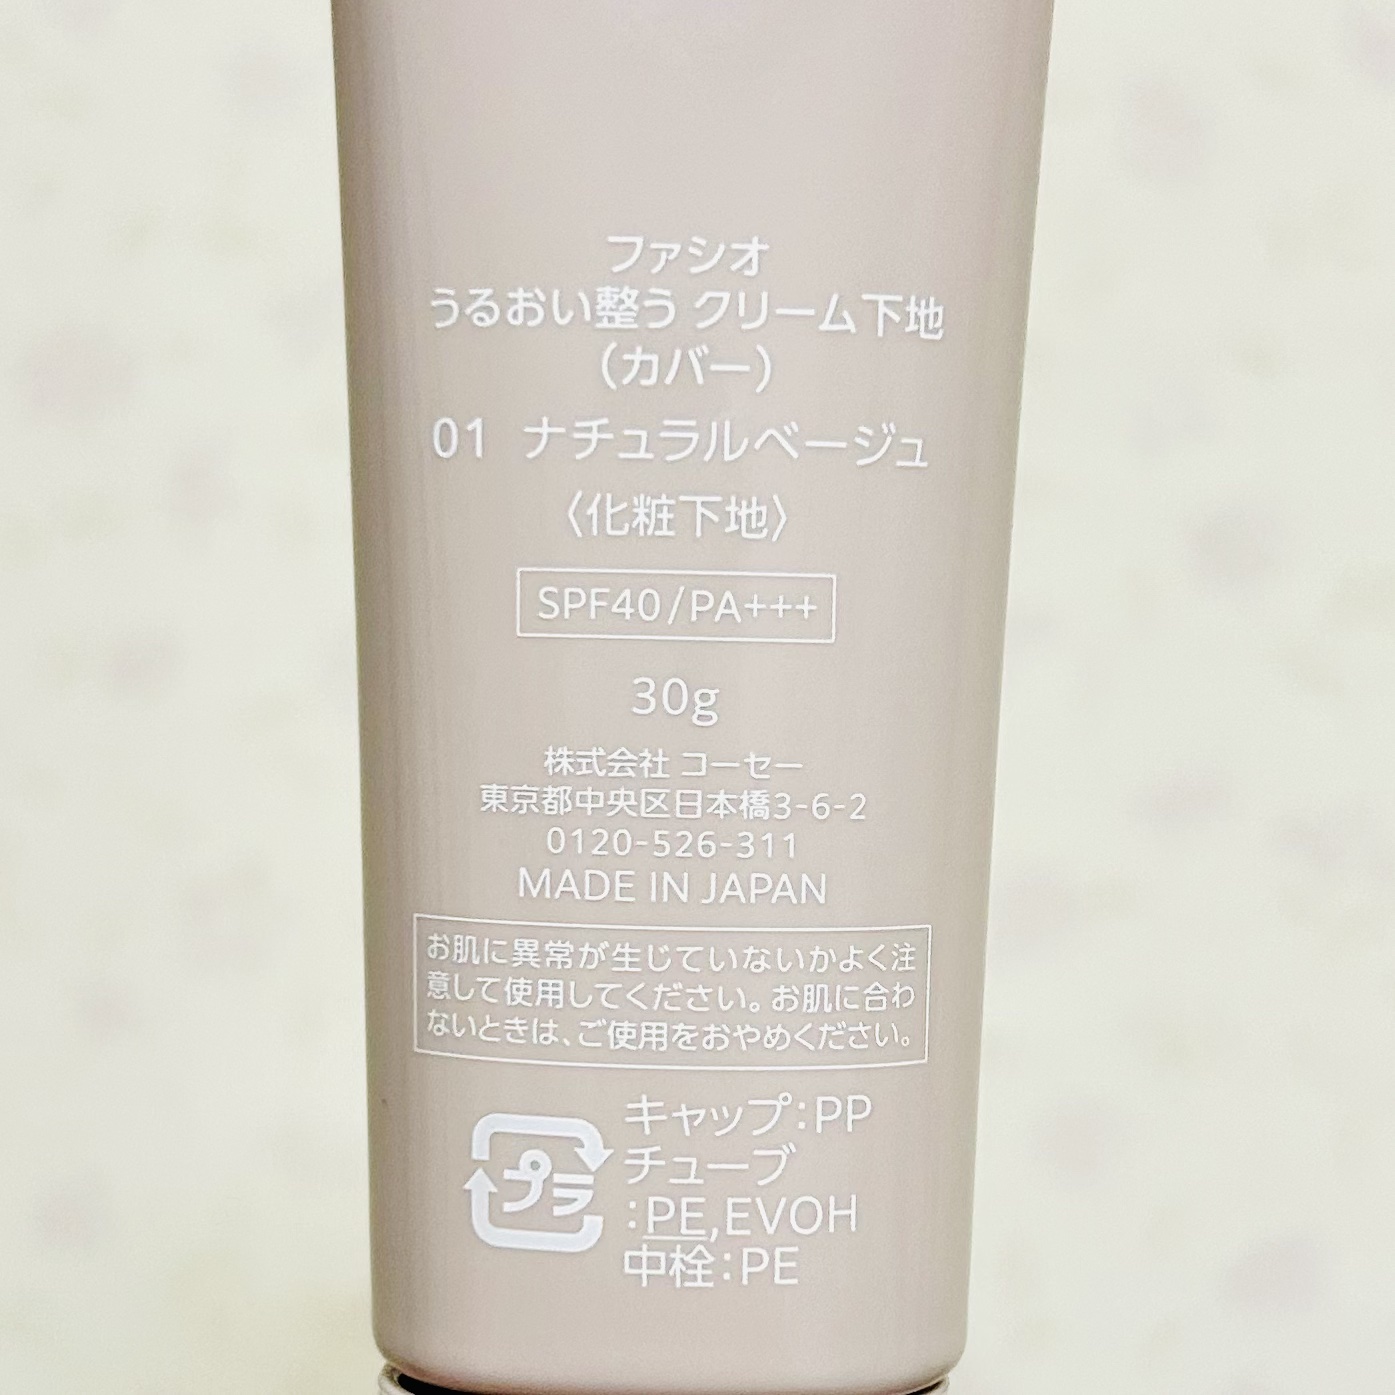 ファシオ
うるおい整う クリーム下地
（カバー）
01 ナチュラルベージュ
〈化粧下地〉
SPF40/PA+++
30g
株式会社 コーセー
東京都中央区日本橋3-6-2
0120-526-311
MADE IN JAPAN
お肌に異常が生じていないかよく注
意して使用してください。お肌に合わ
ないときは、ご使用をおやめください。
プラ
キャップ:PP
チューブ
:PE,EVOH
中栓:PE